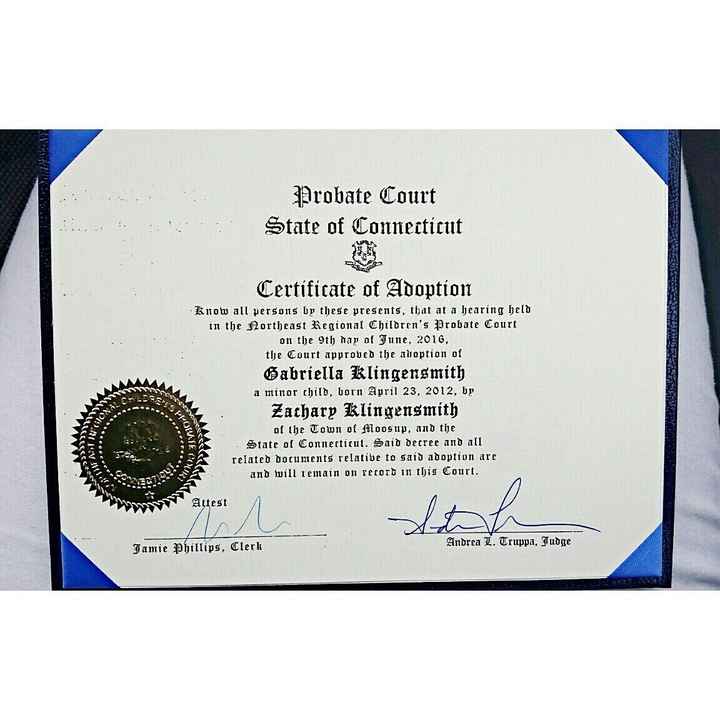 Probate Court
State of Connecticut
Certificate of Adoption
Know all persons by these presents, that at a hearing held
in the Northeast Regional Children's Probate Court
on the 9th day of June, 2016,
the Court approved the adoption of
Gabriella Klingensmith
a minor child, born April 23, 2012, by
Zachary Klingensmith
of the Town of Moosup, and the
State of Connecticut. Said decree and all
related documents relative to said adoption are
and will remain on record in this Court.
Attest
Jamie Phillips, Clerk
Andrea L. Truppa, Judge
CHILDREN'S PROBATE COURT
CONNECTICUT